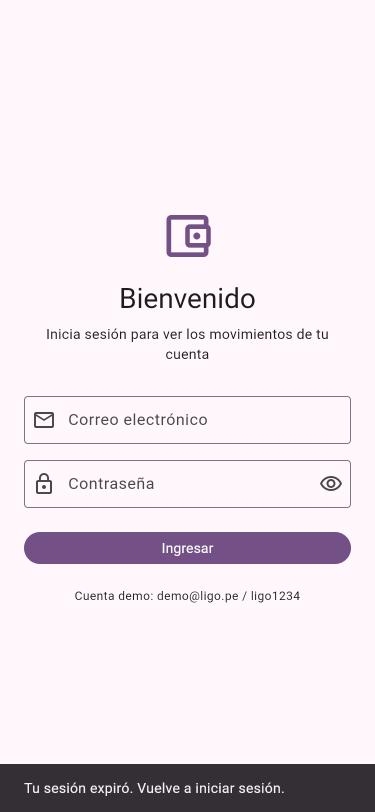 Bienvenido
Inicia sesión para ver los movimientos de tu
cuenta
Correo electrónico
Contraseña
Ingresar
Cuenta demo: demo@ligo.pe / ligo1234
Tu sesión expiró. Vuelve a iniciar sesión.